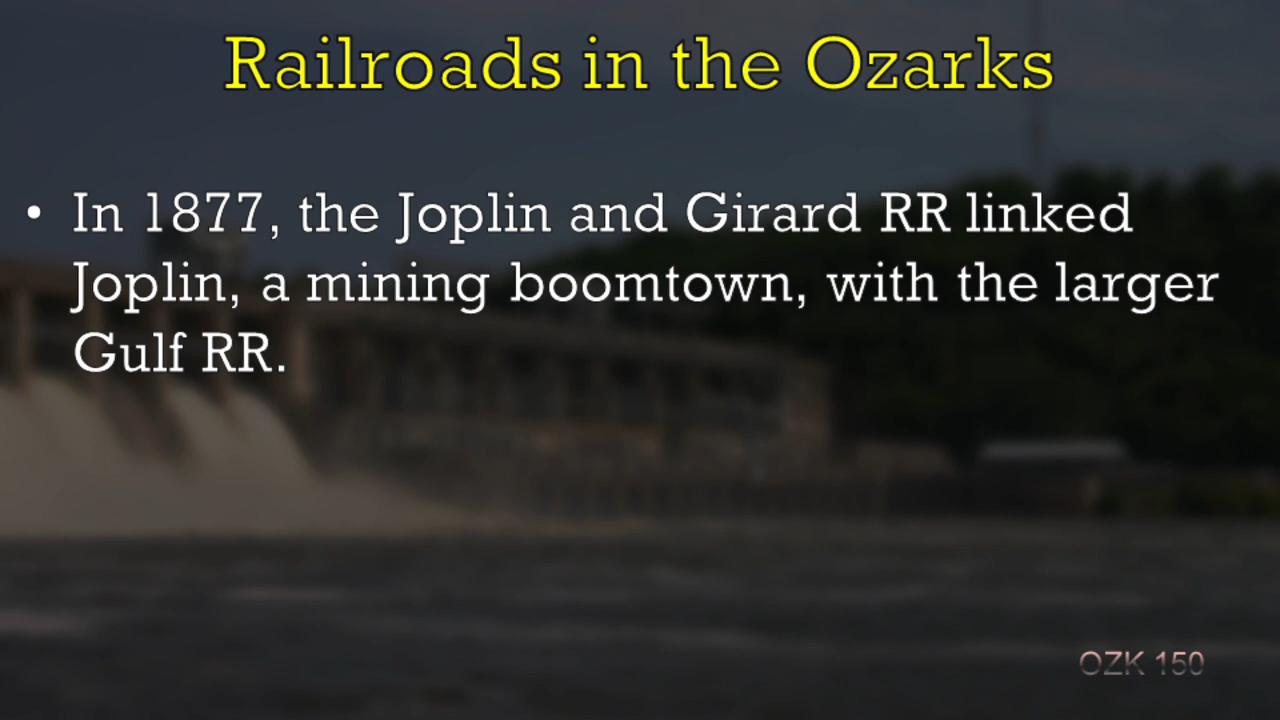 Railroads in the Ozarks
• In 1877, the Joplin and Girard RR linked
Joplin, a mining boomtown, with the larger
Gulf RR.
OZK 150